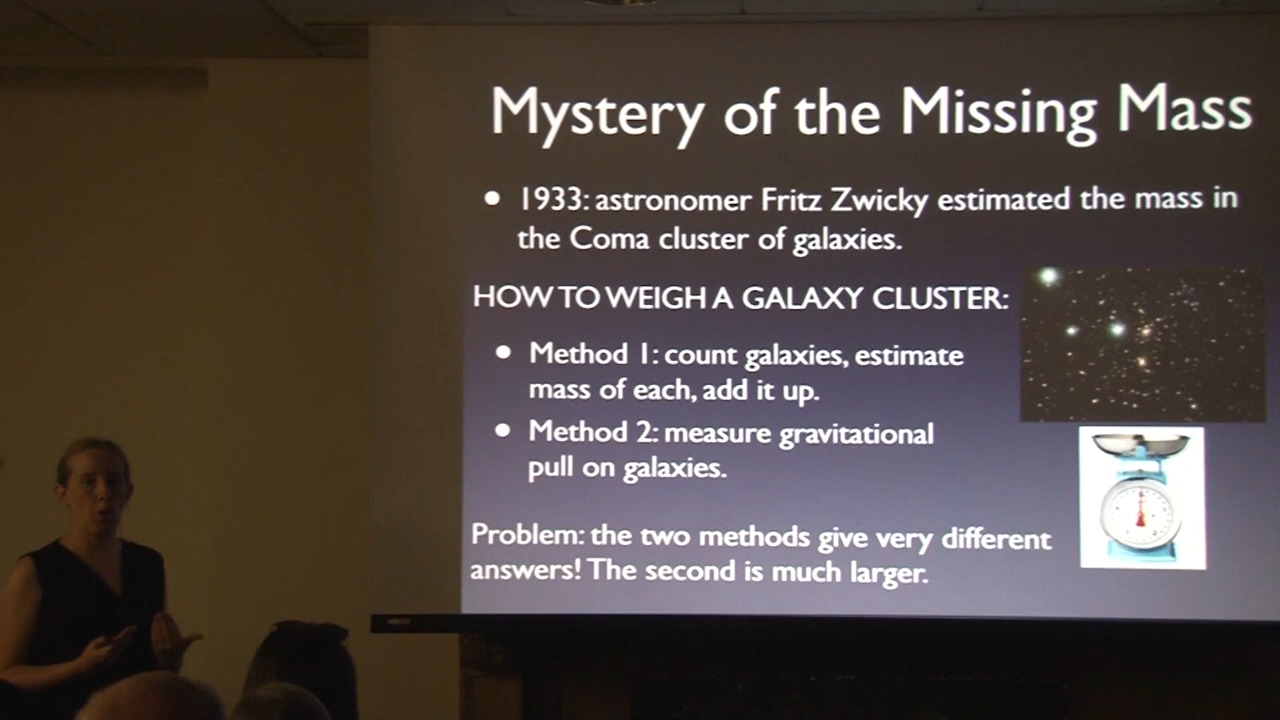 Mystery of the Missing Mass
• 1933: astronomer Fritz Zwicky estimated the mass in
the Coma cluster of galaxies.
HOW TO WEIGH A GALAXY CLUSTER:
• Method 1: count galaxies, estimate
mass of each, add it up.
• Method 2: measure gravitational
pull on galaxies.
Problem: the two methods give very different
answers! The second is much larger.